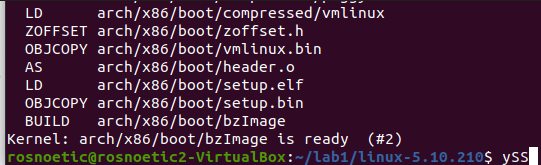 LD arch/x86/boot/compressed/vmlinux
ZOFFSET arch/x86/boot/zoffset.h
OBJCOPY arch/x86/boot/vmlinux.bin
AS arch/x86/boot/header.o
LD arch/x86/boot/setup.elf
OBJCOPY arch/x86/boot/setup.bin
BUILD arch/x86/boot/bzImage
Kernel: arch/x86/boot/bzImage is ready (#2)
rosnoetic@rosnoetic2-VirtualBox:~/lab1/linux-5.10.210$ ySS